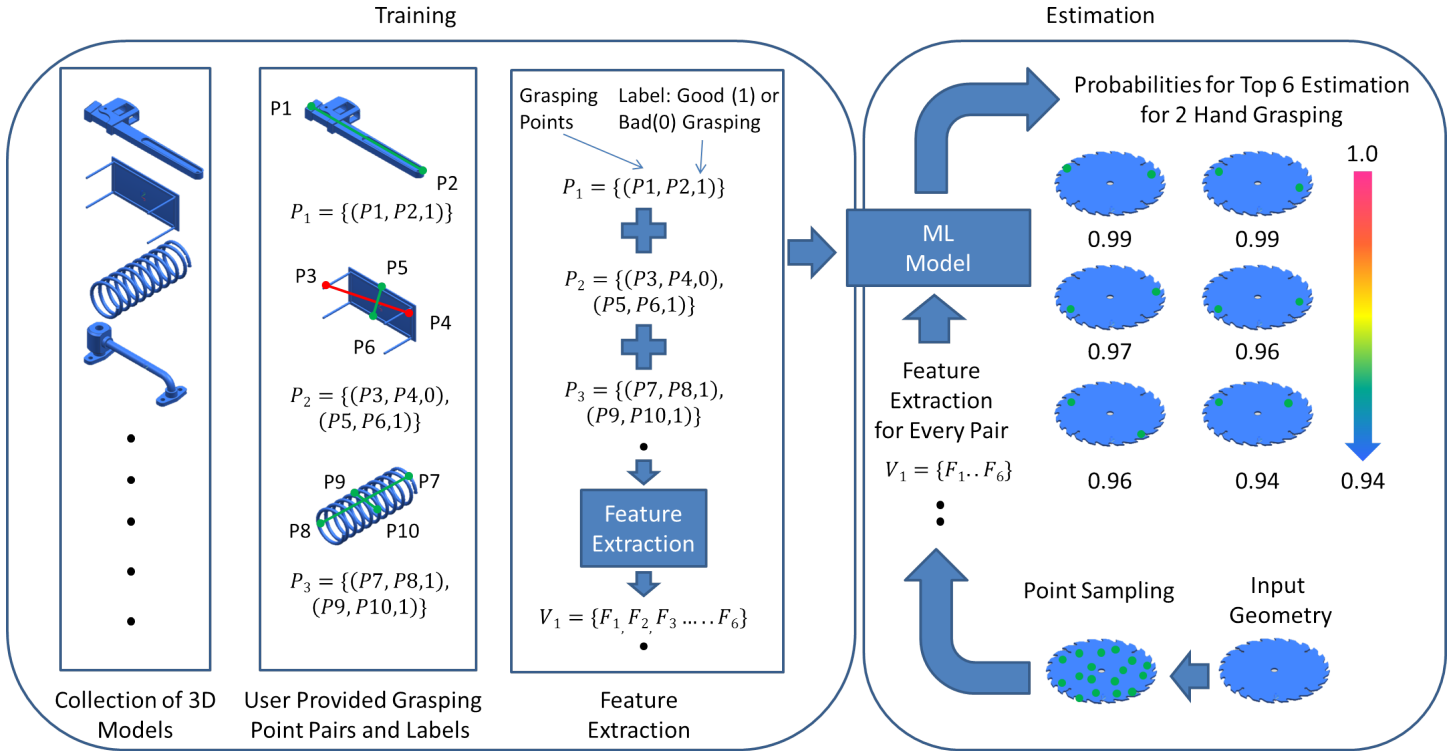 Training
Estimation
P1
P2
P₁ = {(P1, P2,1)}
P3
P5
P4
P6
P₂ = {(P3, P4,0),
(P5, P6,1)}
P9
P7
P8
P10
P₃ = {(P7, P8,1),
(P9, P10,1)}
Grasping
Points
Label: Good (1) or
Bad(0) Grasping
P₁ = {(P1, P2,1)}
P₂ = {(P3, P4,0),
(P5, P6,1)}
P₃ = {(P7, P8,1),
(P9, P10,1)}
Feature
Extraction
V₁ = {F₁, F₂, F₃ ..... F₆}
Collection of 3D
Models
User Provided Grasping
Point Pairs and Labels
Feature
Extraction
ML
Model
Probabilities for Top 6 Estimation
for 2 Hand Grasping
1.0
0.99
0.99
0.97
0.96
0.96
0.94
0.94
Feature
Extraction
for Every Pair
V₁ = {F₁.. F₆}
Point Sampling
Input
Geometry